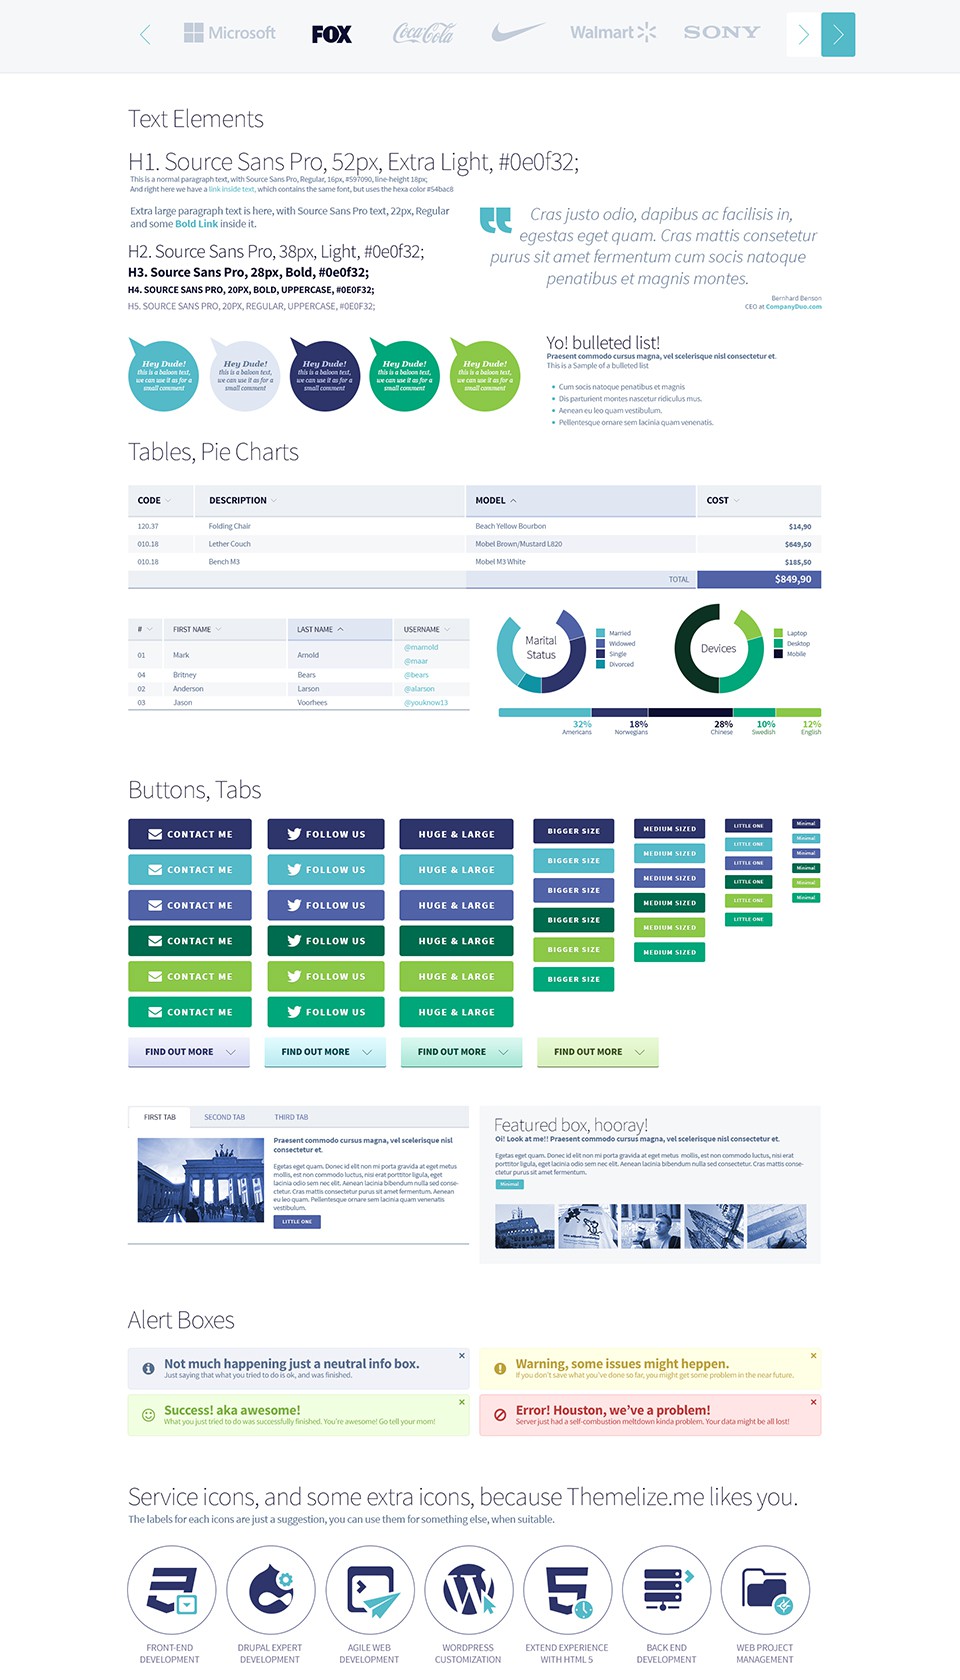 Microsoft FOX Coca-Cola Walmart SONY
Text Elements
H1. Source Sans Pro, 52px, Extra Light, #0e0f32;
This is a normal paragraph text, with Source Sans Pro, Regular, 16px, #597090, line-height 18px;
And right here we have a link inside text, which contains the same font, but uses the hexa color #54bac8
Extra large paragraph text is here, with Source Sans Pro text, 22px, Regular
and some Bold Link inside it.
H2. Source Sans Pro, 38px, Light, #0e0f32;
H3. Source Sans Pro, 28px, Bold, #0e0f32;
H4. SOURCE SANS PRO, 20PX, BOLD, UPPERCASE, #0E0F32;
H5. SOURCE SANS PRO, 20PX, REGULAR, UPPERCASE, #0E0F32;
Cras justo odio, dapibus ac facilisis in,
egestas eget quam. Cras mattis consetetur
purus sit amet fermentum cum socis natoque
penatibus et magnis montes.
Bernhard Benson
CEO at CompanyDuo.com
Hey Dude!
this is a baloon text,
we can use it as for a
small comment
Hey Dude!
this is a baloon text,
we can use it as for a
small comment
Hey Dude!
this is a baloon text,
we can use it as for a
small comment
Hey Dude!
this is a baloon text,
we can use it as for a
small comment
Hey Dude!
this is a baloon text,
we can use it as for a
small comment
Yo! bulleted list!
Praesent commodo cursus magna, vel scelerisque nisl consectetur et.
This is a Sample of a bulleted list
Cum socis natoque penatibus et magnis
Dis parturient montes nascetur ridiculus mus.
Aenean eu leo quam vestibulum.
Pellentesque ornare sem lacinia quam venenatis.
Tables, Pie Charts
CODE DESCRIPTION MODEL COST
120.37 Folding Chair Beach Yellow Bourbon $14,90
010.18 Lether Couch Mobel Brown/Mustard L820 $649,50
010.18 Bench M3 Mobel M3 White $185,50
TOTAL $849,90
# FIRST NAME LAST NAME USERNAME
01 Mark Arnold @mamold
@maar
04 Britney Bears @bears
02 Anderson Larson @alarson
03 Jason Voorhees @youknow13
Marital
Status
Married
Widowed
Single
Divorced
Devices
Laptop
Desktop
Mobile
32% 18% 28% 10% 12%
Americans Norwegians Chinese Swedish English
Buttons, Tabs
CONTACT ME FOLLOW US HUGE & LARGE BIGGER SIZE MEDIUM SIZED LITTLE ONE Minimal
CONTACT ME FOLLOW US HUGE & LARGE BIGGER SIZE MEDIUM SIZED LITTLE ONE Minimal
CONTACT ME FOLLOW US HUGE & LARGE BIGGER SIZE MEDIUM SIZED LITTLE ONE Minimal
CONTACT ME FOLLOW US HUGE & LARGE BIGGER SIZE MEDIUM SIZED LITTLE ONE Minimal
CONTACT ME FOLLOW US HUGE & LARGE BIGGER SIZE MEDIUM SIZED LITTLE ONE Minimal
CONTACT ME FOLLOW US HUGE & LARGE BIGGER SIZE MEDIUM SIZED LITTLE ONE Minimal
FIND OUT MORE FIND OUT MORE FIND OUT MORE FIND OUT MORE
FIRST TAB SECOND TAB THIRD TAB
Praesent commodo cursus magna, vel scelerisque nisl
consectetur et.
Egetas eget quam. Donec id elit non mi porta gravida at eget metus
mollis, est non commodo luctus, nisi erat porttitor ligula, eget
lacinia odio sem nec elit. Aenean lacinia bibendum nulla sed conse-
ctetur. Cras mattis consectetur purus sit amet fermentum. Aenean
eu leo quam. Pellentesque ornare sem lacinia quam venenatis
vestibulum.
LITTLE ONE
Featured box, hooray!
Oi! Look at me!! Praesent commodo cursus magna, vel scelerisque nisl consectetur et.
Egetas eget quam. Donec id elit non mi porta gravida at eget metus mollis, est non commodo luctus, nisi erat
porttitor ligula, eget lacinia odio sem nec elit. Aenean lacinia bibendum nulla sed consectetur. Cras mattis conse-
ctetur purus sit amet fermentum.
Minimal
Alert Boxes
Not much happening just a neutral info box.
Just saying that what you tried to do is ok, and was finished.
Warning, some issues might heppen.
If you don't save what you've done so far, you might get some problem in the near future.
Success! aka awesome!
What you just tried to do was successfully finished. You're awesome! Go tell your mom!
Error! Houston, we've a problem!
Server just had a self-combustion meltdown kinda problem. Your data might be all lost!
Service icons, and some extra icons, because Themelize.me likes you.
The labels for each icons are just a suggestion, you can use them for something else, when suitable.
FRONT-END
DEVELOPMENT
DRUPAL EXPERT
DEVELOPMENT
AGILE WEB
DEVELOPMENT
WORDPRESS
CUSTOMIZATION
EXTEND EXPERIENCE
WITH HTML 5
BACK END
DEVELOPMENT
WEB PROJECT
MANAGEMENT